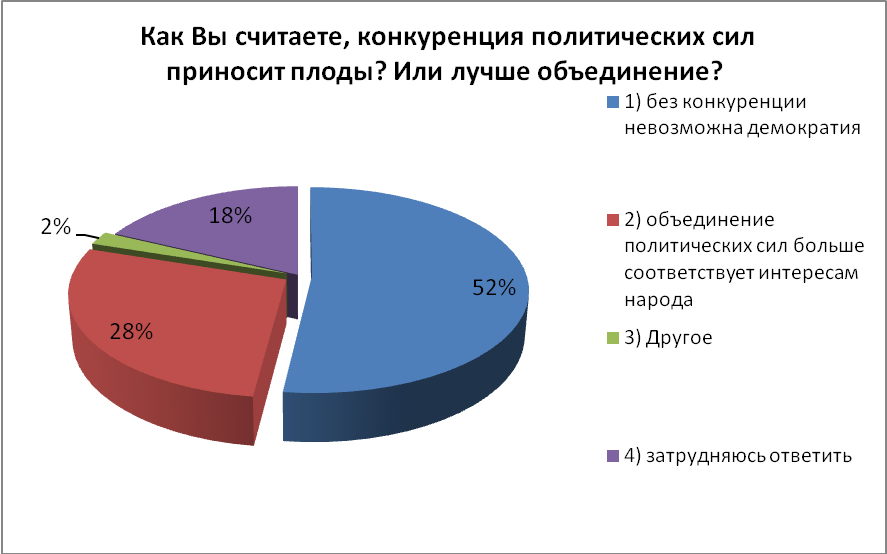 Как Вы считаете, конкуренция политических сил
приносит плоды? Или лучше объединение?
1) без конкуренции
невозможна демократия
2) объединение
политических сил больше
соответствует интересам
народа
3) Другое
4) затрудняюсь ответить
18%
2%
52%
28%